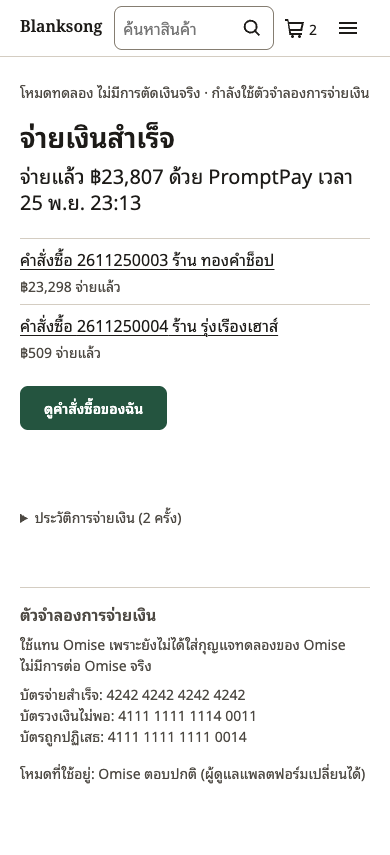 Blanksong
ค้นหาสินค้า
2
โหมดทดลอง ไม่มีการตัดเงินจริง · กำลังใช้ตัวจำลองการจ่ายเงิน
จ่ายเงินสำเร็จ
จ่ายแล้ว ฿23,807 ด้วย PromptPay เวลา
25 พ.ย. 23:13
คำสั่งซื้อ 2611250003 ร้าน ทองคำช็อป
฿23,298 จ่ายแล้ว
คำสั่งซื้อ 2611250004 ร้าน รุ่งเรืองเฮาส์
฿509 จ่ายแล้ว
ดูคำสั่งซื้อของฉัน
ประวัติการจ่ายเงิน (2 ครั้ง)
ตัวจำลองการจ่ายเงิน
ใช้แทน Omise เพราะยังไม่ได้ใส่กุญแจทดลองของ Omise
ไม่มีการต่อ Omise จริง
บัตรจ่ายสำเร็จ: 4242 4242 4242 4242
บัตรวงเงินไม่พอ: 4111 1111 1114 0011
บัตรถูกปฏิเสธ: 4111 1111 1111 0014
โหมดที่ใช้อยู่: Omise ตอบปกติ (ผู้ดูแลแพลตฟอร์มเปลี่ยนได้)